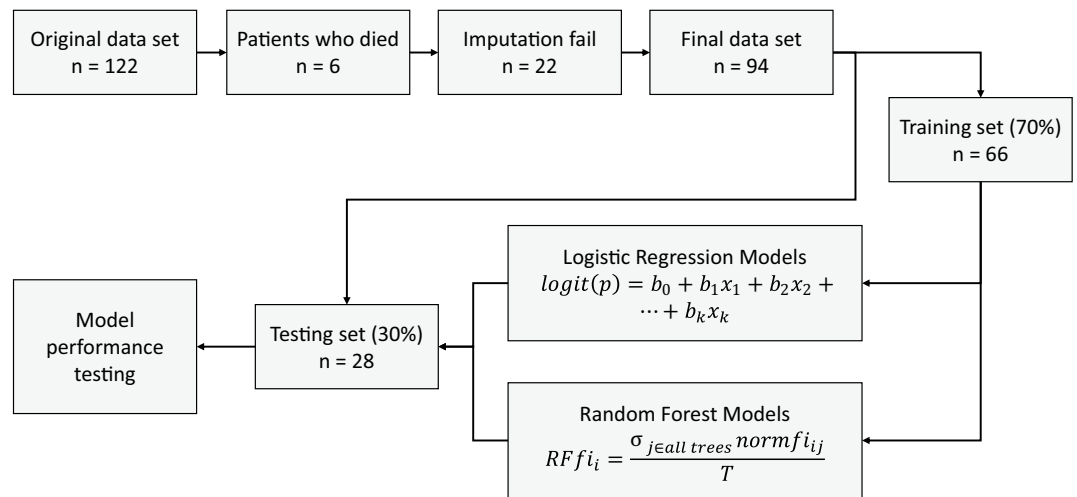 Original data set
n = 122
Patients who died
n = 6
Imputation fail
n = 22
Final data set
n = 94
Training set (70%)
n = 66
Logistic Regression Models
logit(p) = b₀ + b₁x₁ + b₂x₂ +
⋯ + bₖxₖ
Model
performance
testing
Testing set (30%)
n = 28
Random Forest Models
RFfiᵢ = σ j∈all trees normfiᵢⱼ / T